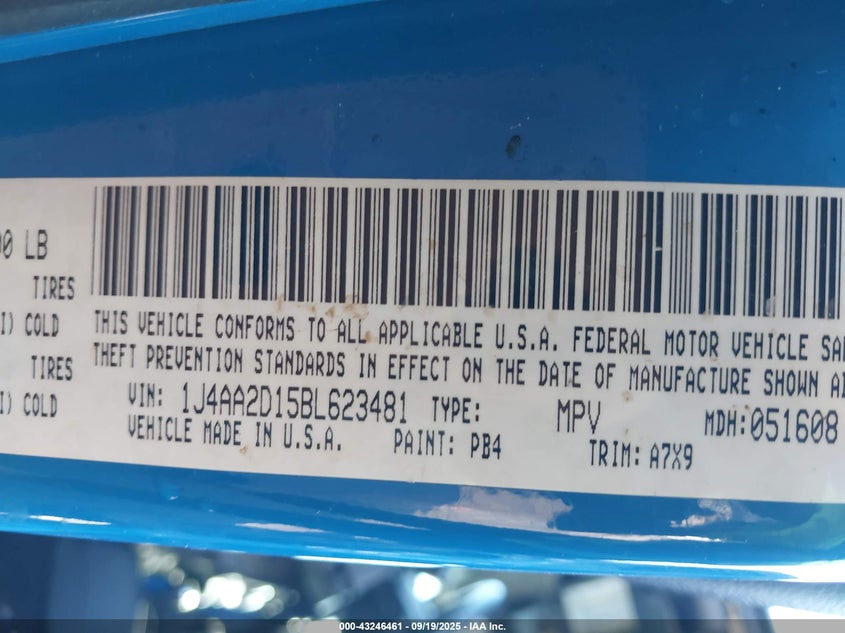 00 LB
TIRES
I) COLD
TIRES
I) COLD
THIS VEHICLE CONFORMS TO ALL APPLICABLE U.S.A. FEDERAL MOTOR VEHICLE SA
THEFT PREVENTION STANDARDS IN EFFECT ON THE DATE OF MANUFACTURE SHOWN A
VIN: 1J4AA2D15BL623481 TYPE: MPV MDH:051608
VEHICLE MADE IN U.S.A. PAINT: PB4 TRIM: A7X9
000-43246461 - 09/19/2025 - IAA Inc.